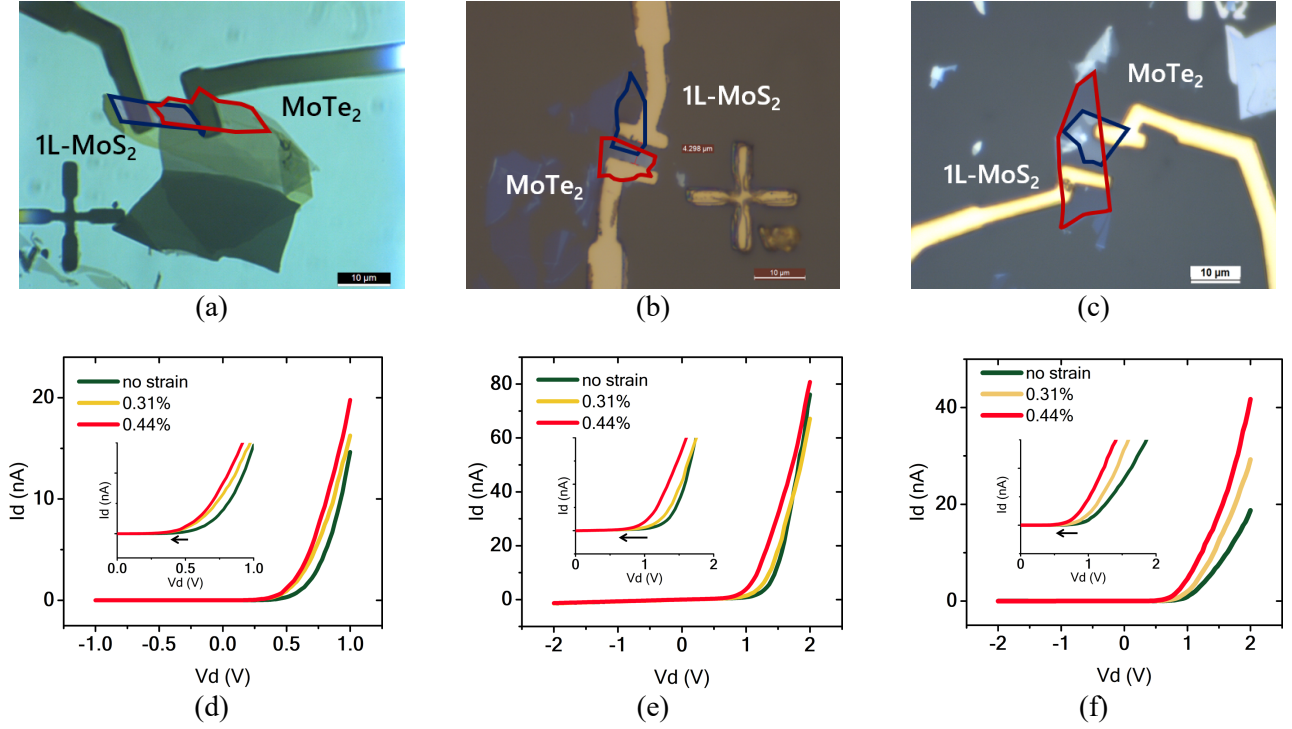 MoTe2
1L-MoS2
10 μm
(a)
1L-MoS2
4.298 μm
MoTe2
10 μm
(b)
MoTe2
1L-MoS2
10 μm
(c)
no strain
0.31%
0.44%
20
10
0
Id (nA)
-1.0 -0.5 0.0 0.5 1.0
Vd (V)
Id (nA)
0.0 0.5 1.0
Vd (V)
(d)
no strain
0.31%
0.44%
80
60
40
20
0
Id (nA)
-2 -1 0 1 2
Vd (V)
Id (nA)
0 1 2
Vd (V)
(e)
no strain
0.31%
0.44%
40
20
0
Id (nA)
-2 -1 0 1 2
Vd (V)
Id (nA)
0 1 2
Vd (V)
(f)